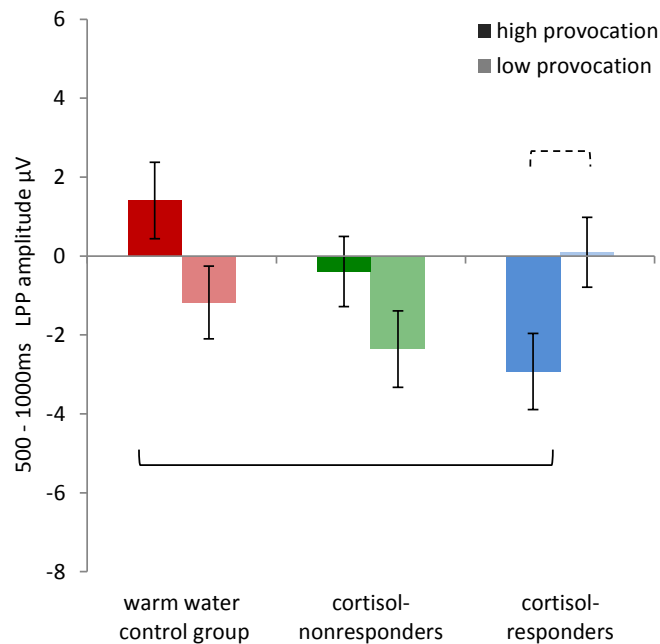 6
4
2
0
-2
-4
-6
-8
500 - 1000ms LPP amplitude µV
high provocation
low provocation
warm water
control group
cortisol-
nonresponders
cortisol-
responders